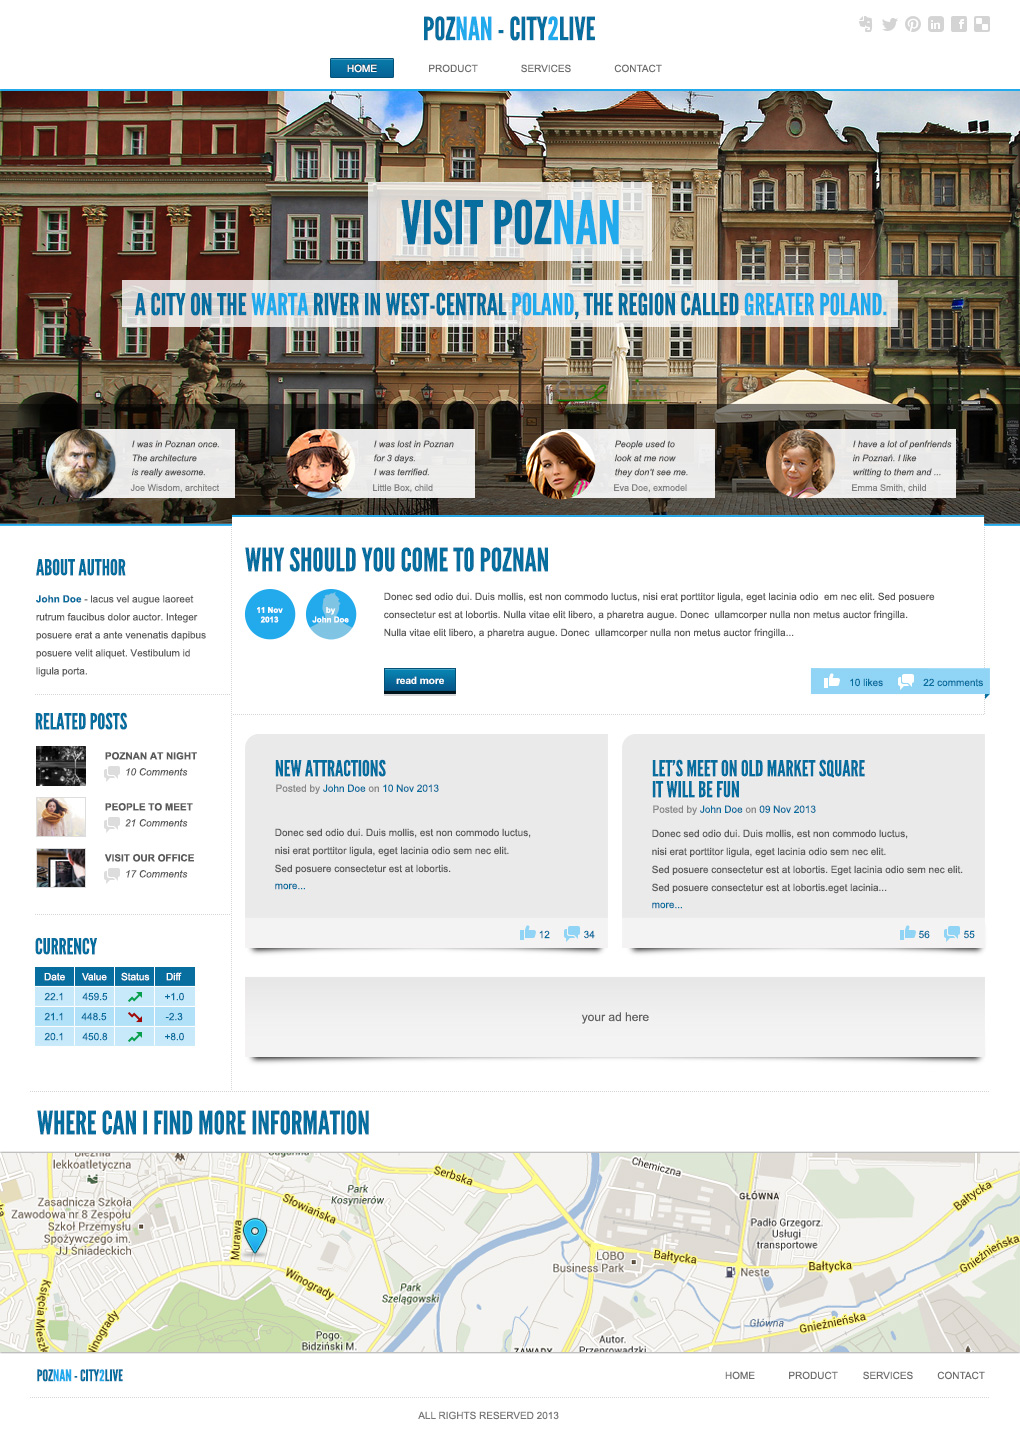 POZNAN - CITY2LIVE
HOME PRODUCT SERVICES CONTACT
VISIT POZNAN
A CITY ON THE WARTA RIVER IN WEST-CENTRAL POLAND, THE REGION CALLED GREATER POLAND.
I was in Poznan once.
The architecture
is really awesome.
Joe Wisdom, architect
I was lost in Poznan
for 3 days.
I was terrified.
Little Box, child
People used to
look at me now
they don't see me.
Eva Doe, exmodel
I have a lot of penfriends
in Poznań. I like
writting to them and ...
Emma Smith, child
ABOUT AUTHOR
John Doe - lacus vel augue laoreet
rutrum faucibus dolor auctor. Integer
posuere erat a ante venenatis dapibus
posuere velit aliquet. Vestibulum id
ligula porta.
RELATED POSTS
POZNAN AT NIGHT
10 Comments
PEOPLE TO MEET
21 Comments
VISIT OUR OFFICE
17 Comments
CURRENCY
Date Value Status Diff
22.1 459.5 +1.0
21.1 448.5 -2.3
20.1 450.8 +8.0
WHY SHOULD YOU COME TO POZNAN
11 Nov
2013
by
John Doe
Donec sed odio dui. Duis mollis, est non commodo luctus, nisi erat porttitor ligula, eget lacinia odio em nec elit. Sed posuere
consectetur est at lobortis. Nulla vitae elit libero, a pharetra augue. Donec ullamcorper nulla non metus auctor fringilla.
Nulla vitae elit libero, a pharetra augue. Donec ullamcorper nulla non metus auctor fringilla...
read more
10 likes 22 comments
NEW ATTRACTIONS
Posted by John Doe on 10 Nov 2013
Donec sed odio dui. Duis mollis, est non commodo luctus,
nisi erat porttitor ligula, eget lacinia odio sem nec elit.
Sed posuere consectetur est at lobortis.
more...
12 34
LET'S MEET ON OLD MARKET SQUARE
IT WILL BE FUN
Posted by John Doe on 09 Nov 2013
Donec sed odio dui. Duis mollis, est non commodo luctus,
nisi erat porttitor ligula, eget lacinia odio sem nec elit.
Sed posuere consectetur est at lobortis. Eget lacinia odio sem nec elit.
Sed posuere consectetur est at lobortis.eget lacinia...
more...
56 55
your ad here
WHERE CAN I FIND MORE INFORMATION
lekkoatletyczna
Zasadnicza Szkoła
Zawodowa nr 8 Zespołu
Szkół Przemysłu
Spożywczego im.
JJ Śniadeckich
Park
Kosynierów
Słowiańska
Serbska
Murawa
Winogrody
Winogrody
Księcia Mieszk
Pogo.
Bidziński M.
Park
Szelągowski
Chemiczna
GŁÓWNA
Padło Grzegorz.
Usługi
transportowe
LOBO
Business Park
Bałtycka
Neste
Bałtycka
Bałtycka
Gnieźnieńska
Gnieźnieńska
Główna
Autor.
Przeprowadzki
ZAWADY
POZNAN - CITY2LIVE
HOME PRODUCT SERVICES CONTACT
ALL RIGHTS RESERVED 2013